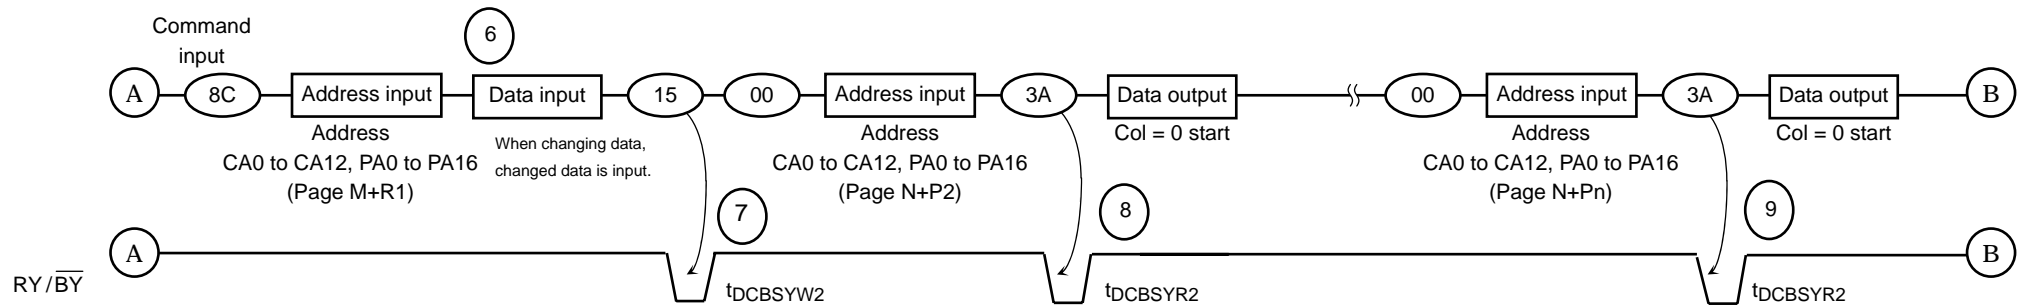 Command
input
6
A
8C
Address input
Data input
15
00
Address input
3A
Data output
00
Address input
3A
Data output
B
Address
CA0 to CA12, PA0 to PA16
(Page M+R1)
When changing data,
changed data is input.
Address
CA0 to CA12, PA0 to PA16
(Page N+P2)
Col = 0 start
Address
CA0 to CA12, PA0 to PA16
(Page N+Pn)
Col = 0 start
7
8
9
A
B
RY/BY
tDCBSYW2
tDCBSYR2
tDCBSYR2